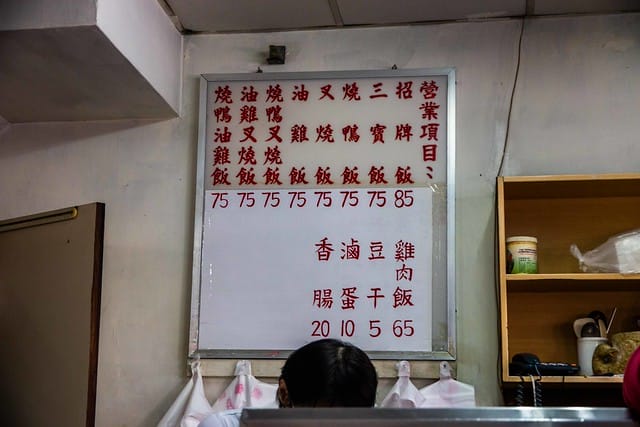 營業項目：
招牌飯 85
三寶飯 75
燒鴨飯 75
叉燒飯 75
油雞飯 75
燒鴨叉燒飯 75
油雞叉燒飯 75
燒鴨油雞飯 75
雞肉飯 65
豆干 5
滷蛋 10
香腸 20